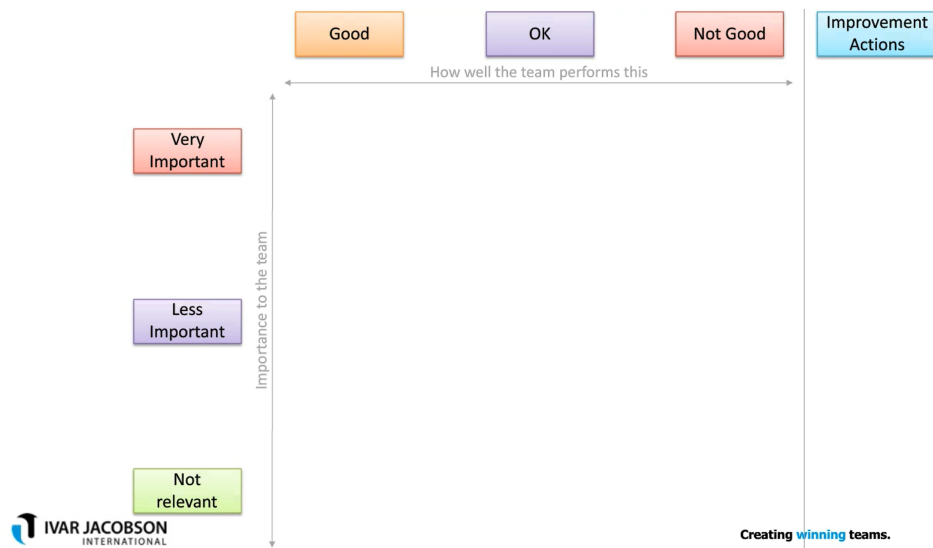 Good
OK
Not Good
Improvement
Actions
How well the team performs this
Very
Important
Importance to the team
Less
Important
Not
relevant
IVAR JACOBSON
INTERNATIONAL
Creating winning teams.